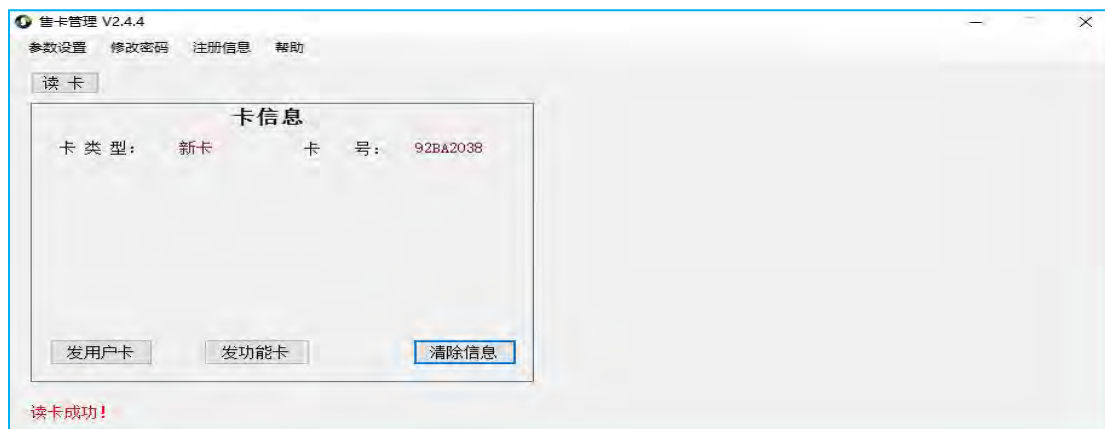 售卡管理 V2.4.4
参数设置 修改密码 注册信息 帮助
读 卡
卡信息
卡 类 型： 新卡 卡 号： 92BA2038
发用户卡 发功能卡 清除信息
读卡成功!